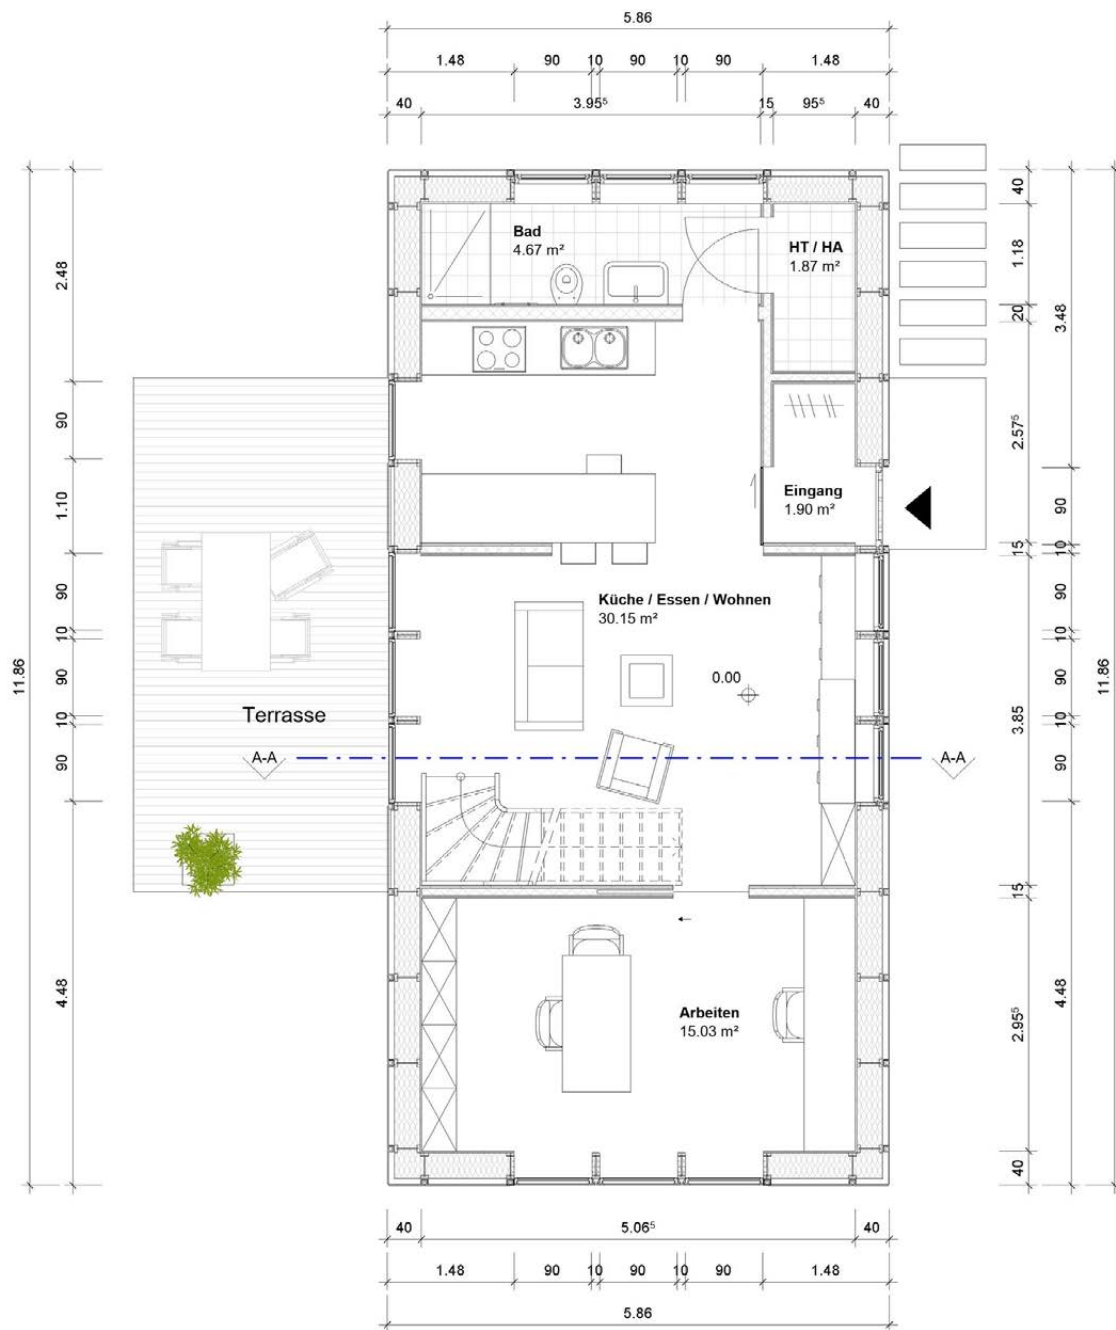 5.86
1.48 90 10 90 10 90 1.48
40 3.95⁵ 15 95⁵ 40
11.86
2.48
90
1.10
90
10
90
10
90
4.48
Bad
4.67 m²
HT / HA
1.87 m²
Eingang
1.90 m²
Küche / Essen / Wohnen
30.15 m²
0.00
Terrasse
A-A
A-A
Arbeiten
15.03 m²
40
1.18
20
2.57⁵
15
3.85
15
2.95⁵
40
3.48
90
10
90
10
90
10
90
4.48
11.86
40 5.06⁵ 40
1.48 90 10 90 10 90 1.48
5.86